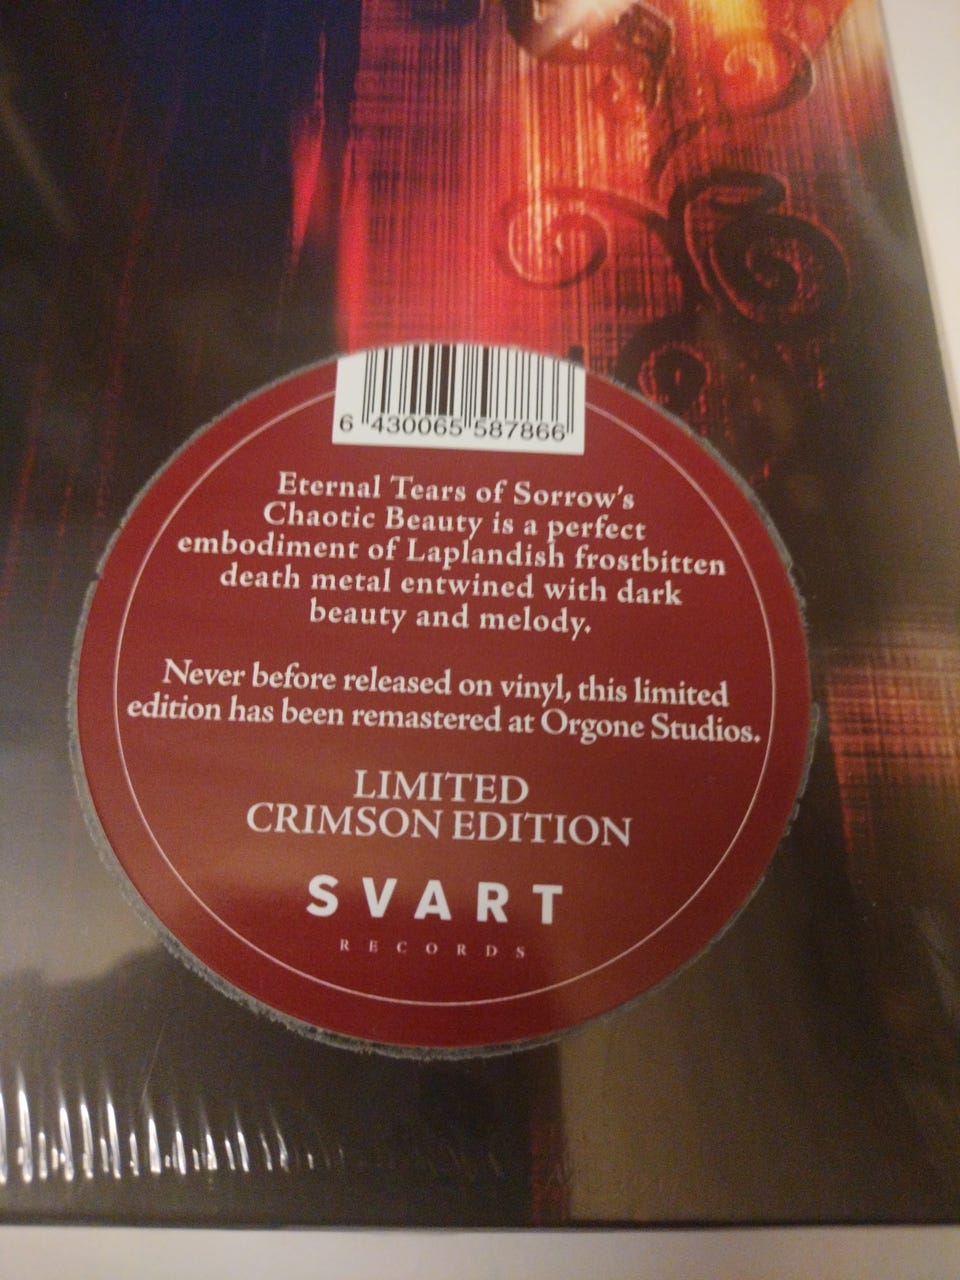 6 430065 587866
Eternal Tears of Sorrow's
Chaotic Beauty is a perfect
embodiment of Laplandish frostbitten
death metal entwined with dark
beauty and melody.
Never before released on vinyl, this limited
edition has been remastered at Orgone Studios.
LIMITED
CRIMSON EDITION
SVART
RECORDS